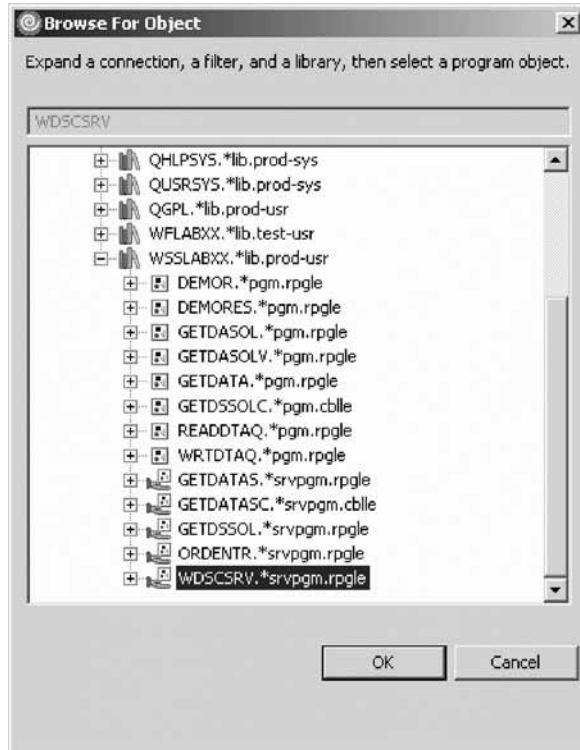 Browse For Object
Expand a connection, a filter, and a library, then select a program object.
WDSCSRV
QHLPSYS.*lib.prod-sys
QUSRSYS.*lib.prod-sys
QGPL.*lib.prod-usr
WFLABXX.*lib.test-usr
WSSLABXX.*lib.prod-usr
DEMOR.*pgm.rpgle
DEMORES.*pgm.rpgle
GETDASOL.*pgm.rpgle
GETDASOLV.*pgm.rpgle
GETDATA.*pgm.rpgle
GETDSSOLC.*pgm.cblle
READDTAQ.*pgm.rpgle
WRTDTAQ.*pgm.rpgle
GETDATAS.*srvpgm.rpgle
GETDATASC.*srvpgm.cblle
GETDSSOL.*srvpgm.rpgle
ORDENTR.*srvpgm.rpgle
WDSCSRV.*srvpgm.rpgle
OK Cancel